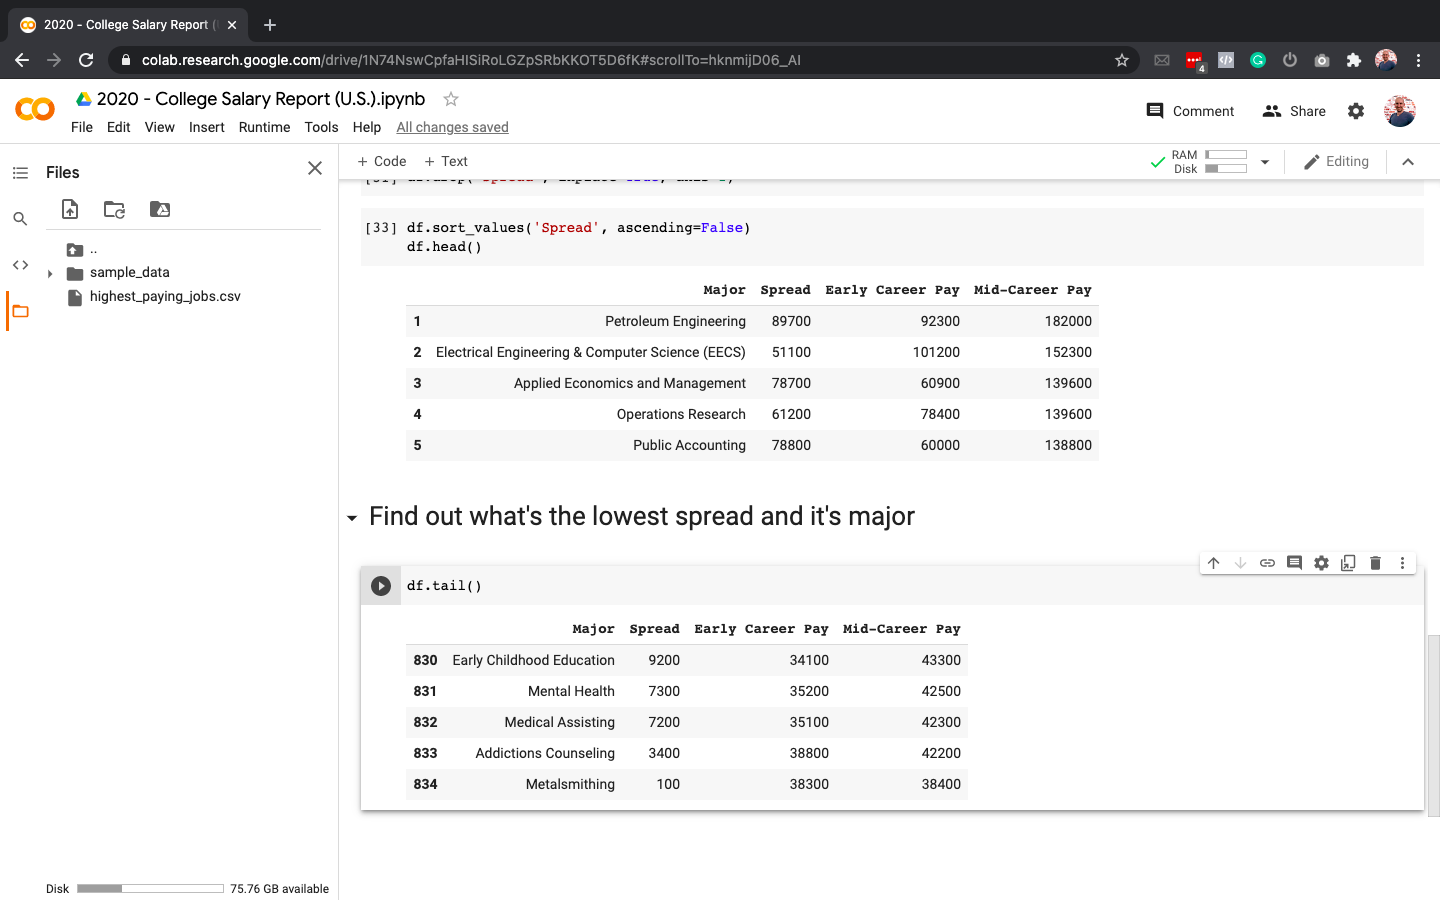 2020 - College Salary Report (
colab.research.google.com/drive/1N74NswCpfaHISiRoLGZpSRbKKOT5D6fK#scrollTo=hknmijD06_AI
4
2020 - College Salary Report (U.S.).ipynb
File Edit View Insert Runtime Tools Help All changes saved
Comment Share
Files
+ Code + Text
RAM
Disk
Editing
..
sample_data
highest_paying_jobs.csv
[33] df.sort_values('Spread', ascending=False)
df.head()
Major Spread Early Career Pay Mid-Career Pay
1 Petroleum Engineering 89700 92300 182000
2 Electrical Engineering & Computer Science (EECS) 51100 101200 152300
3 Applied Economics and Management 78700 60900 139600
4 Operations Research 61200 78400 139600
5 Public Accounting 78800 60000 138800
Find out what's the lowest spread and it's major
df.tail()
Major Spread Early Career Pay Mid-Career Pay
830 Early Childhood Education 9200 34100 43300
831 Mental Health 7300 35200 42500
832 Medical Assisting 7200 35100 42300
833 Addictions Counseling 3400 38800 42200
834 Metalsmithing 100 38300 38400
Disk 75.76 GB available